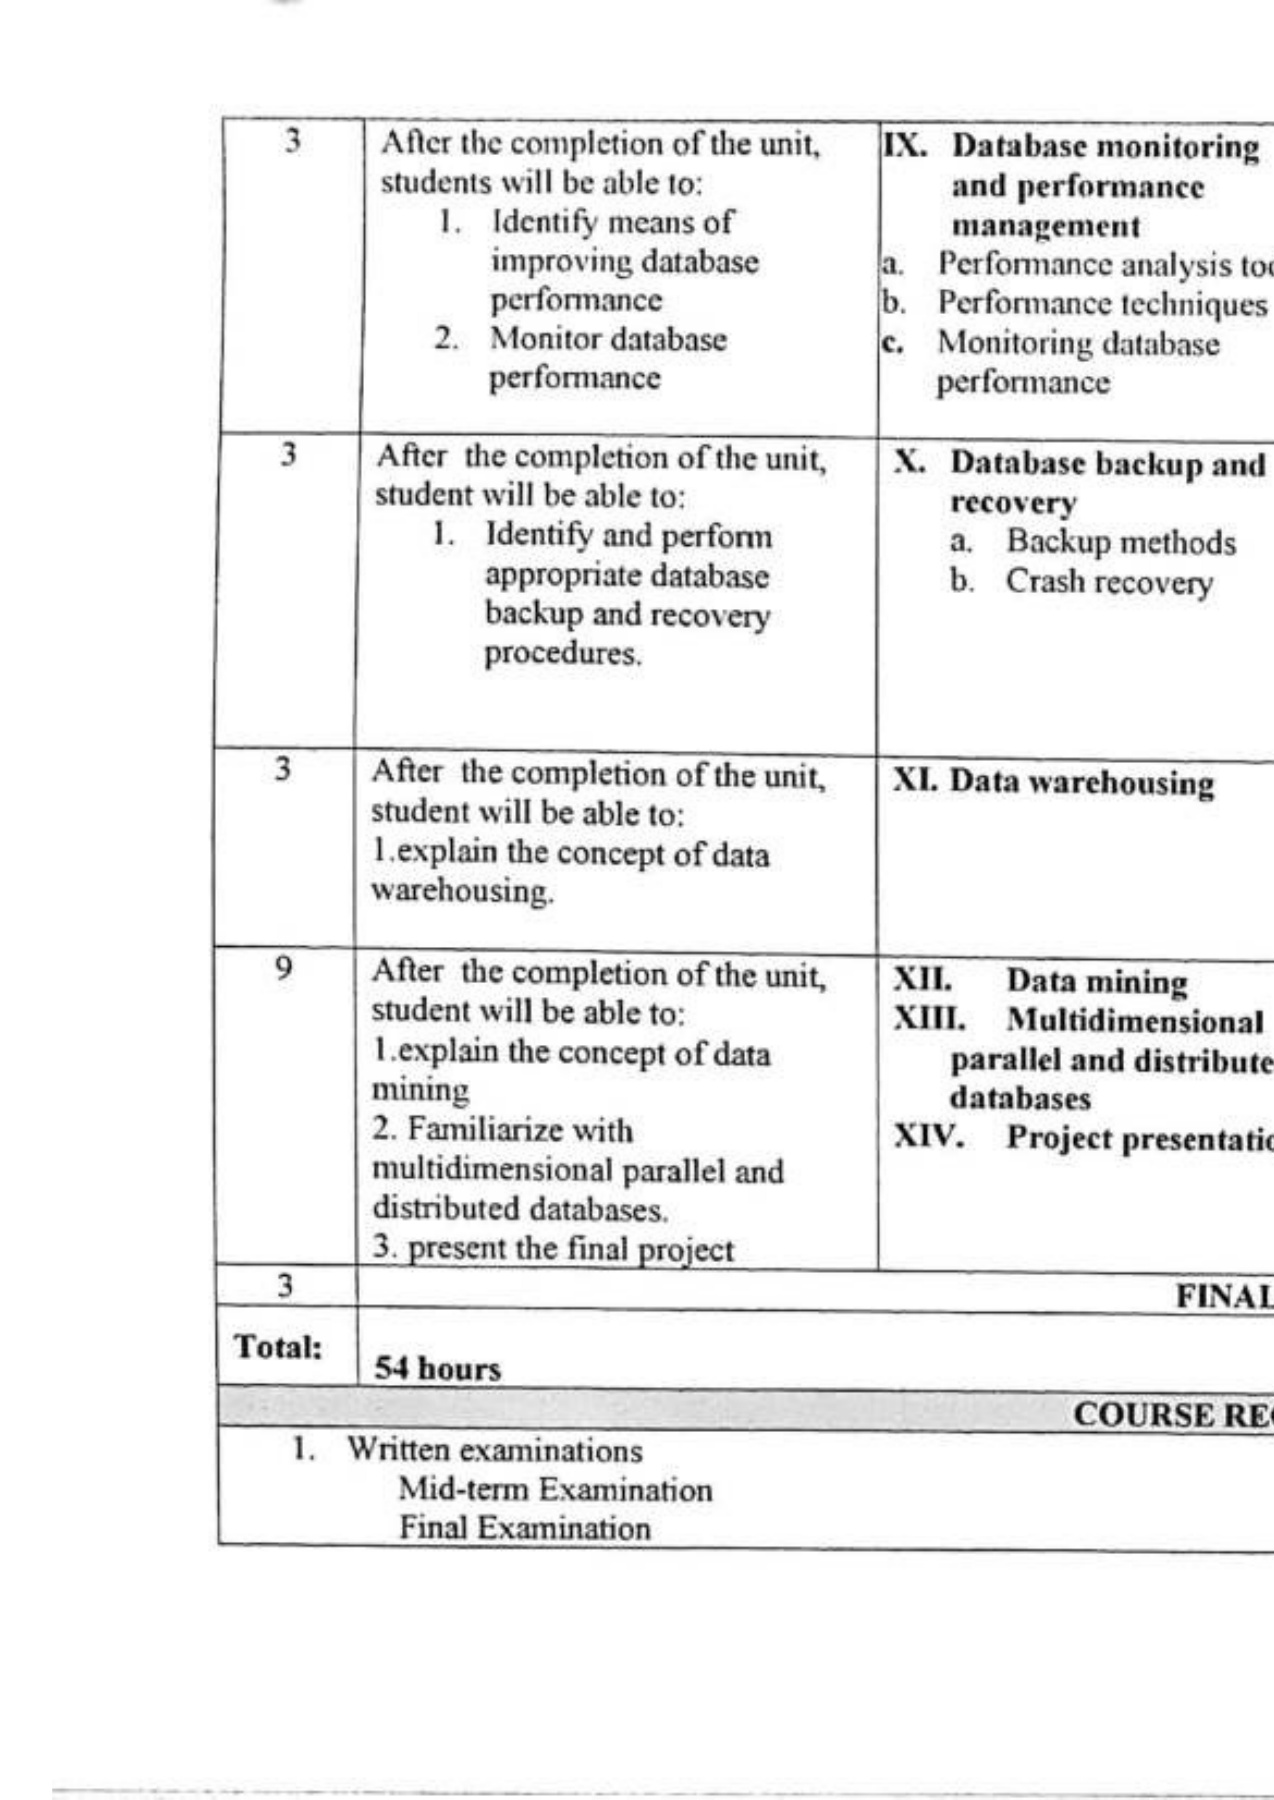 3
After the completion of the unit,
students will be able to:
1. Identify means of
improving database
performance
2. Monitor database
performance
IX. Database monitoring
and performance
management
a. Performance analysis
b. Performance techniques
c. Monitoring database
performance
3
After the completion of the unit,
student will be able to:
1. Identify and perform
appropriate database
backup and recovery
procedures.
X. Database backup and
recovery
a. Backup methods
b. Crash recovery
3
After the completion of the unit,
student will be able to:
1.explain the concept of data
warehousing.
XI. Data warehousing
9
After the completion of the unit,
student will be able to:
1.explain the concept of data
mining
2. Familiarize with
multidimensional parallel and
distributed databases.
3. present the final project
XII. Data mining
XIII. Multidimensional
parallel and distribute
databases
XIV. Project
3
FINAL
Total:
54 hours
COURSE
1. Written examinations
Mid-term Examination
Final Examination